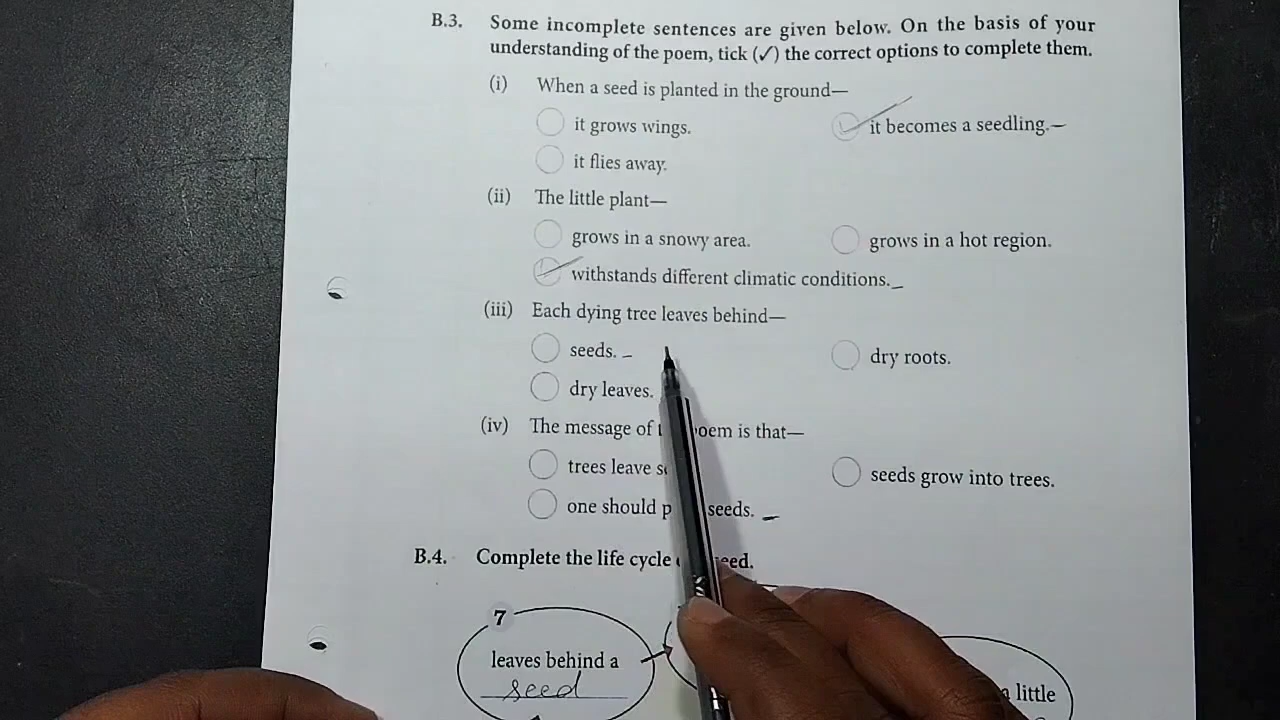 B.3. Some incomplete sentences are given below. On the basis of your
understanding of the poem, tick (✓) the correct options to complete them.
(i) When a seed is planted in the ground—
it grows wings. it becomes a seedling.
it flies away.
(ii) The little plant—
grows in a snowy area. grows in a hot region.
withstands different climatic conditions.
(iii) Each dying tree leaves behind—
seeds. dry roots.
dry leaves.
(iv) The message of poem is that—
trees leave seeds grow into trees.
one should seeds.
B.4. Complete the life cycle seed.
7
leaves behind a
seed
a little